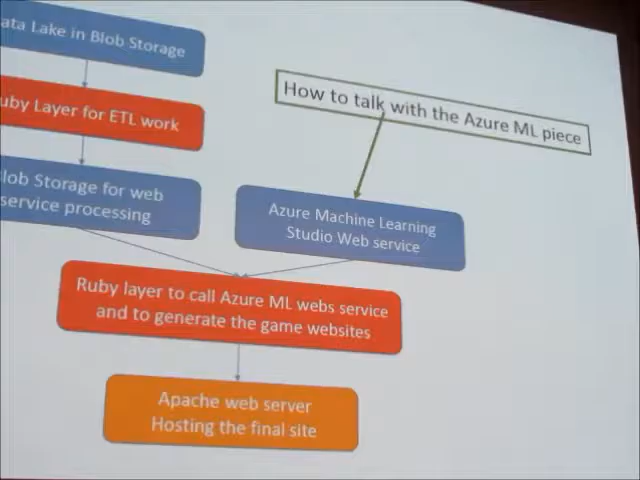 ata Lake in Blob Storage
How to talk with the Azure ML piece
uby Layer for ETL work
lob Storage for web
service processing
Azure Machine Learning
Studio Web service
Ruby layer to call Azure ML webs service
and to generate the game websites
Apache web server
Hosting the final site